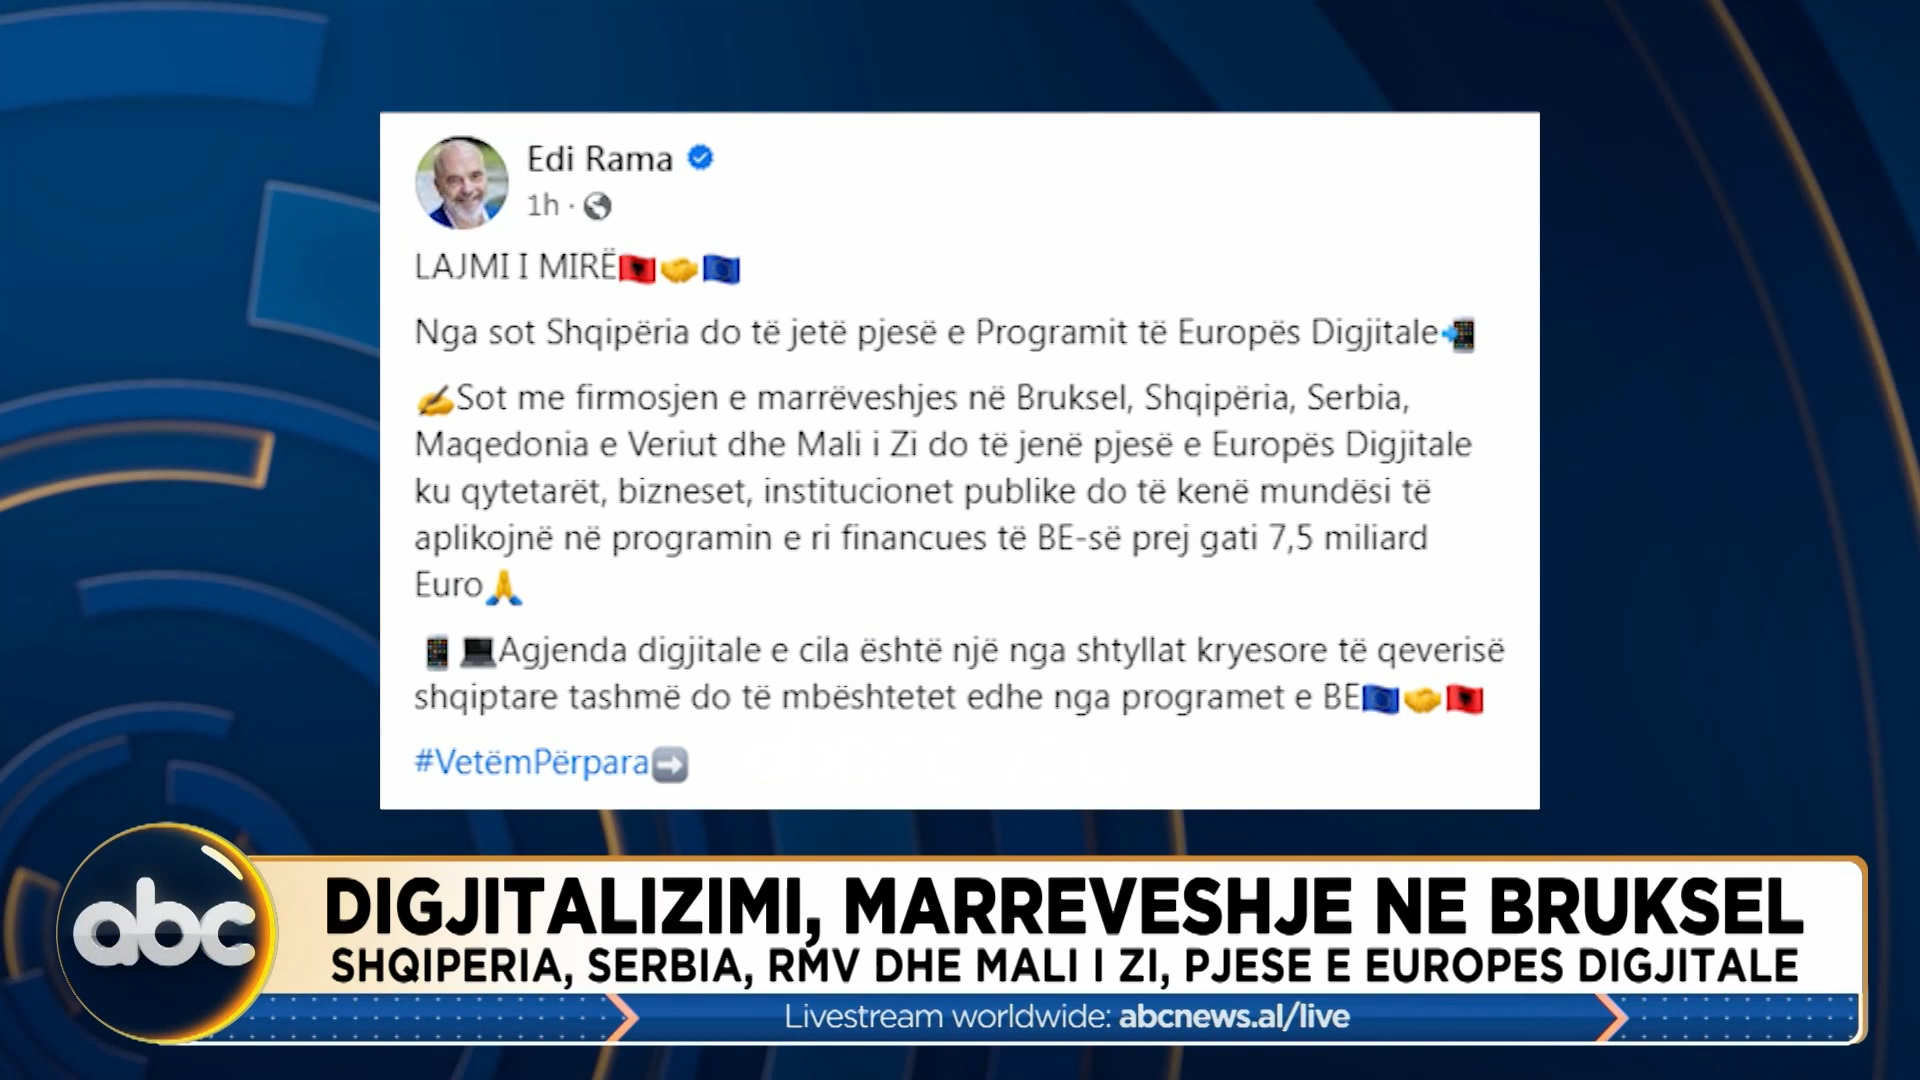 Edi Rama
1h ·
LAJMI I MIRË🇦🇱🤝🇪🇺
Nga sot Shqipëria do të jetë pjesë e Programit të Europës Digjitale📲
✍️Sot me firmosjen e marrëveshjes në Bruksel, Shqipëria, Serbia,
Maqedonia e Veriut dhe Mali i Zi do të jenë pjesë e Europës Digjitale
ku qytetarët, bizneset, institucionet publike do të kenë mundësi të
aplikojnë në programin e ri financues të BE-së prej gati 7,5 miliard
Euro🙏
📱💻Agjenda digjitale e cila është një nga shtyllat kryesore të qeverisë
shqiptare tashmë do të mbështetet edhe nga programet e BE🇪🇺🤝🇦🇱
#VetëmPërpara➡️
abc
DIGJITALIZIMI, MARREVESHJE NE BRUKSEL
SHQIPERIA, SERBIA, RMV DHE MALI I ZI, PJESE E EUROPES DIGJITALE
Livestream worldwide: abcnews.al/live